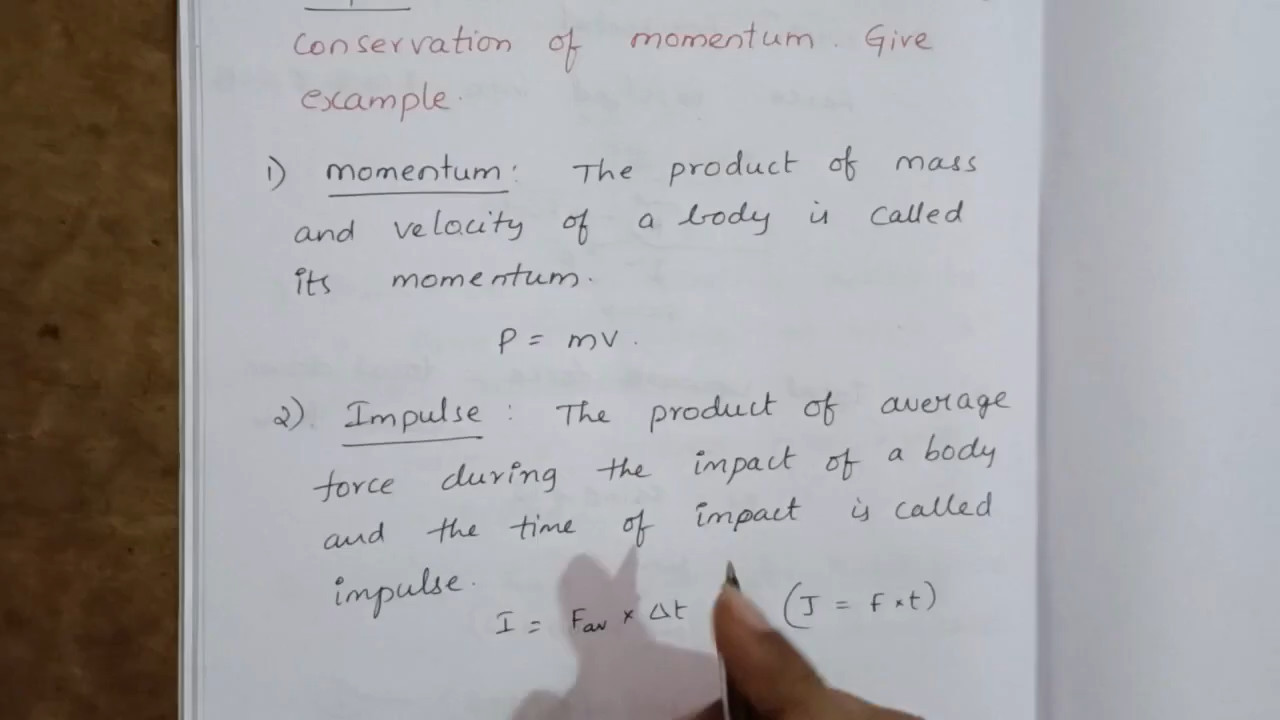 conservation of momentum. Give
example.
1) momentum: The product of mass
and velocity of a body is called
its momentum.
P = mv.
2) Impulse : The product of average
force during the impact of a body
and the time of impact is called
impulse.
I = Fav × Δt (J = f × t)